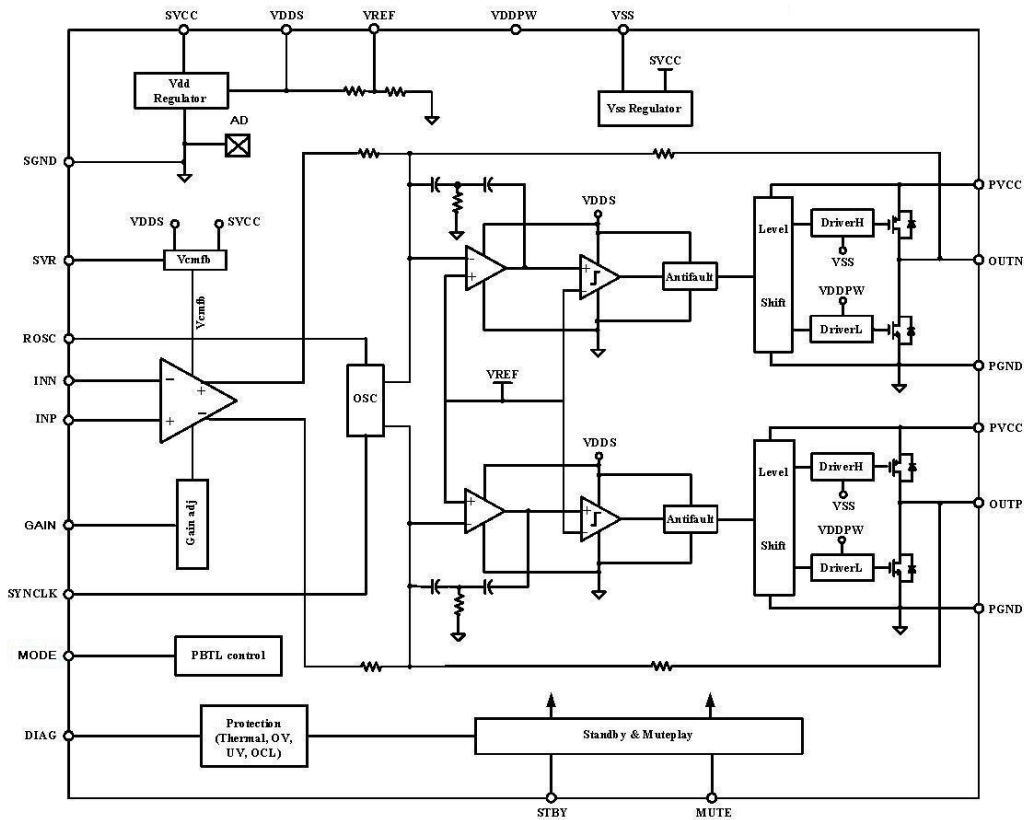 SVCC
VDDS
VREF
VDDPW
VSS
Vdd
Regulator
SVCC
Vss Regulator
AD
SGND
VDDS
SVCC
SVR
Vcmfb
Vcmfb
ROSC
INN
INP
- + + -
OSC
GAIN
Gain adj
SYNCLK
MODE
PBTL control
DIAG
Protection
(Thermal, OV,
UV, OCL)
Standby & Muteplay
STBY
MUTE
VDDS
- +
+ -
Antifault
Level
Shift
DriverH
VSS
VDDPW
DriverL
PVCC
OUTN
PGND
VREF
VDDS
+ -
+ -
Antifault
Level
Shift
DriverH
VSS
VDDPW
DriverL
PVCC
OUTP
PGND